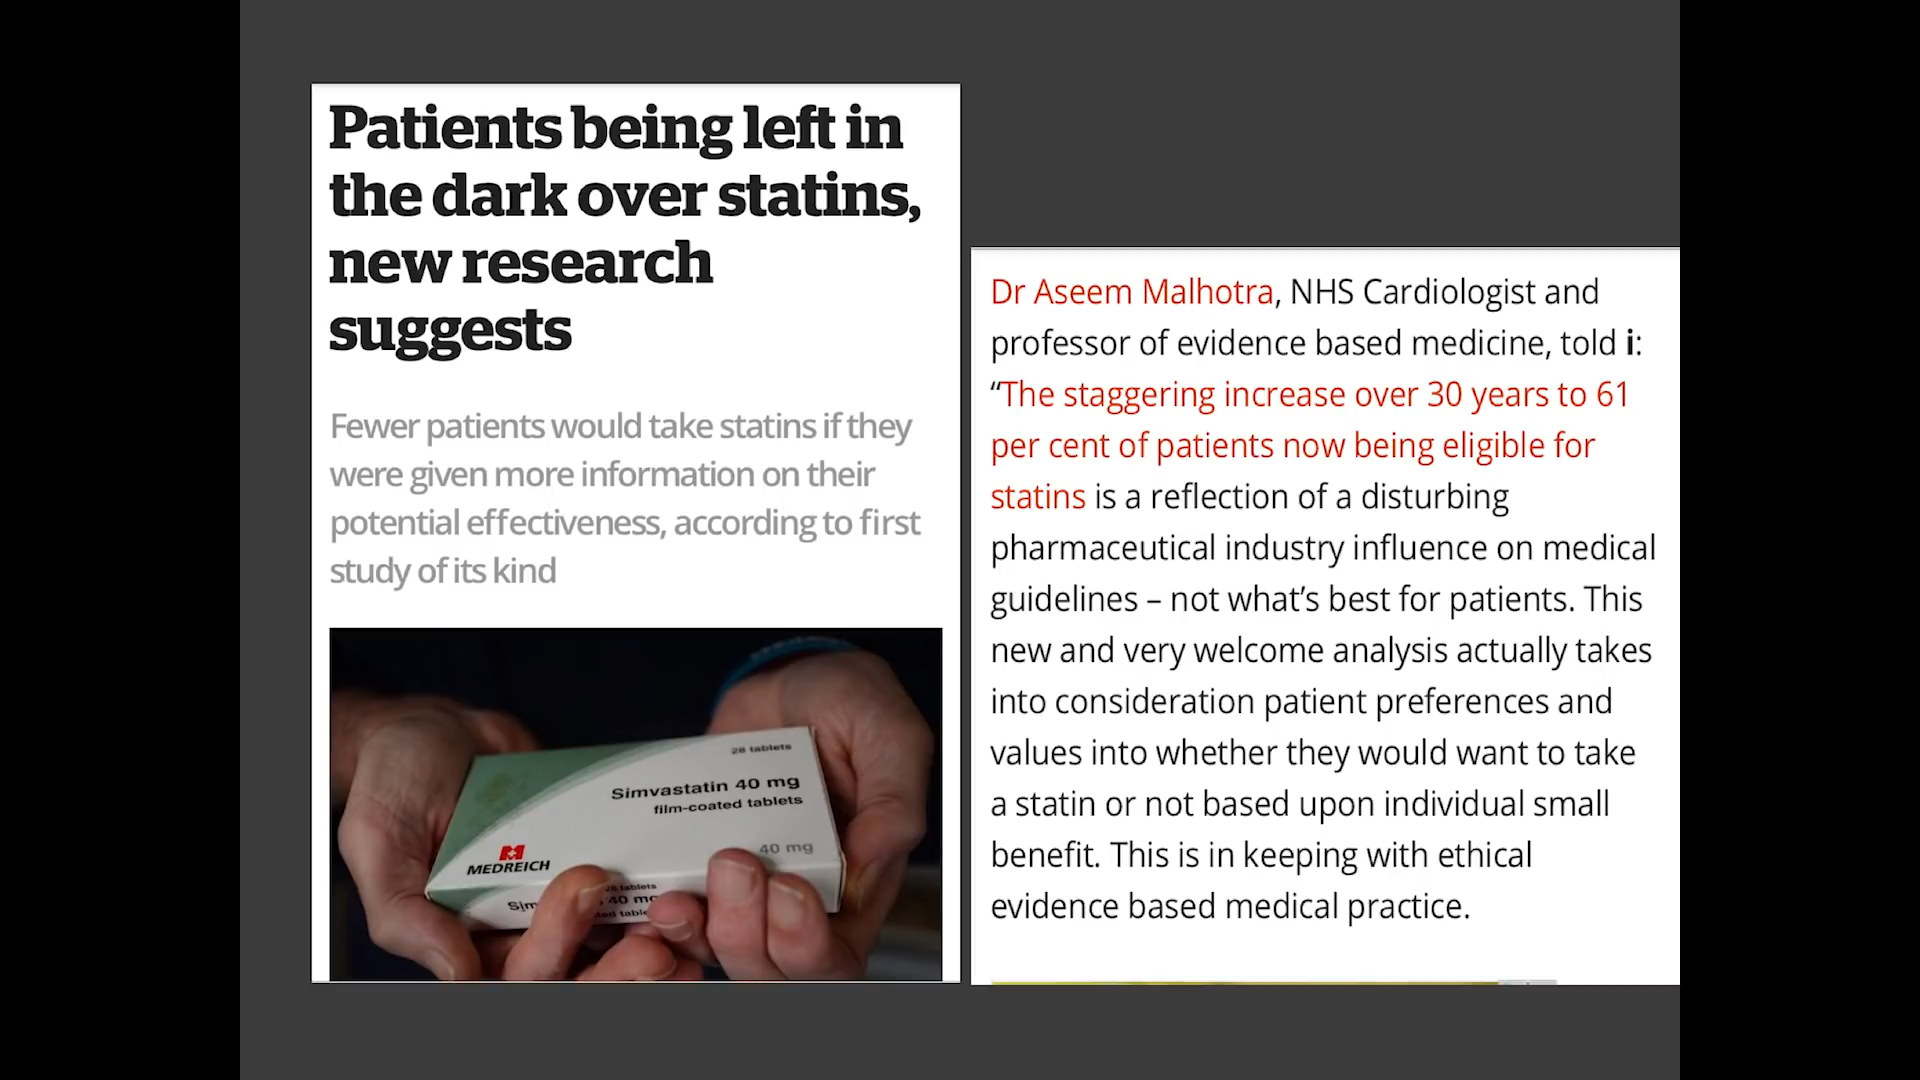 Patients being left in
the dark over statins,
new research
suggests
Fewer patients would take statins if they
were given more information on their
potential effectiveness, according to first
study of its kind
28 tablets
Simvastatin 40 mg
film-coated tablets
40 mg
MEDREICH
28 tablets
40 mg
Dr Aseem Malhotra, NHS Cardiologist and
professor of evidence based medicine, told i:
“The staggering increase over 30 years to 61
per cent of patients now being eligible for
statins is a reflection of a disturbing
pharmaceutical industry influence on medical
guidelines – not what’s best for patients. This
new and very welcome analysis actually takes
into consideration patient preferences and
values into whether they would want to take
a statin or not based upon individual small
benefit. This is in keeping with ethical
evidence based medical practice.